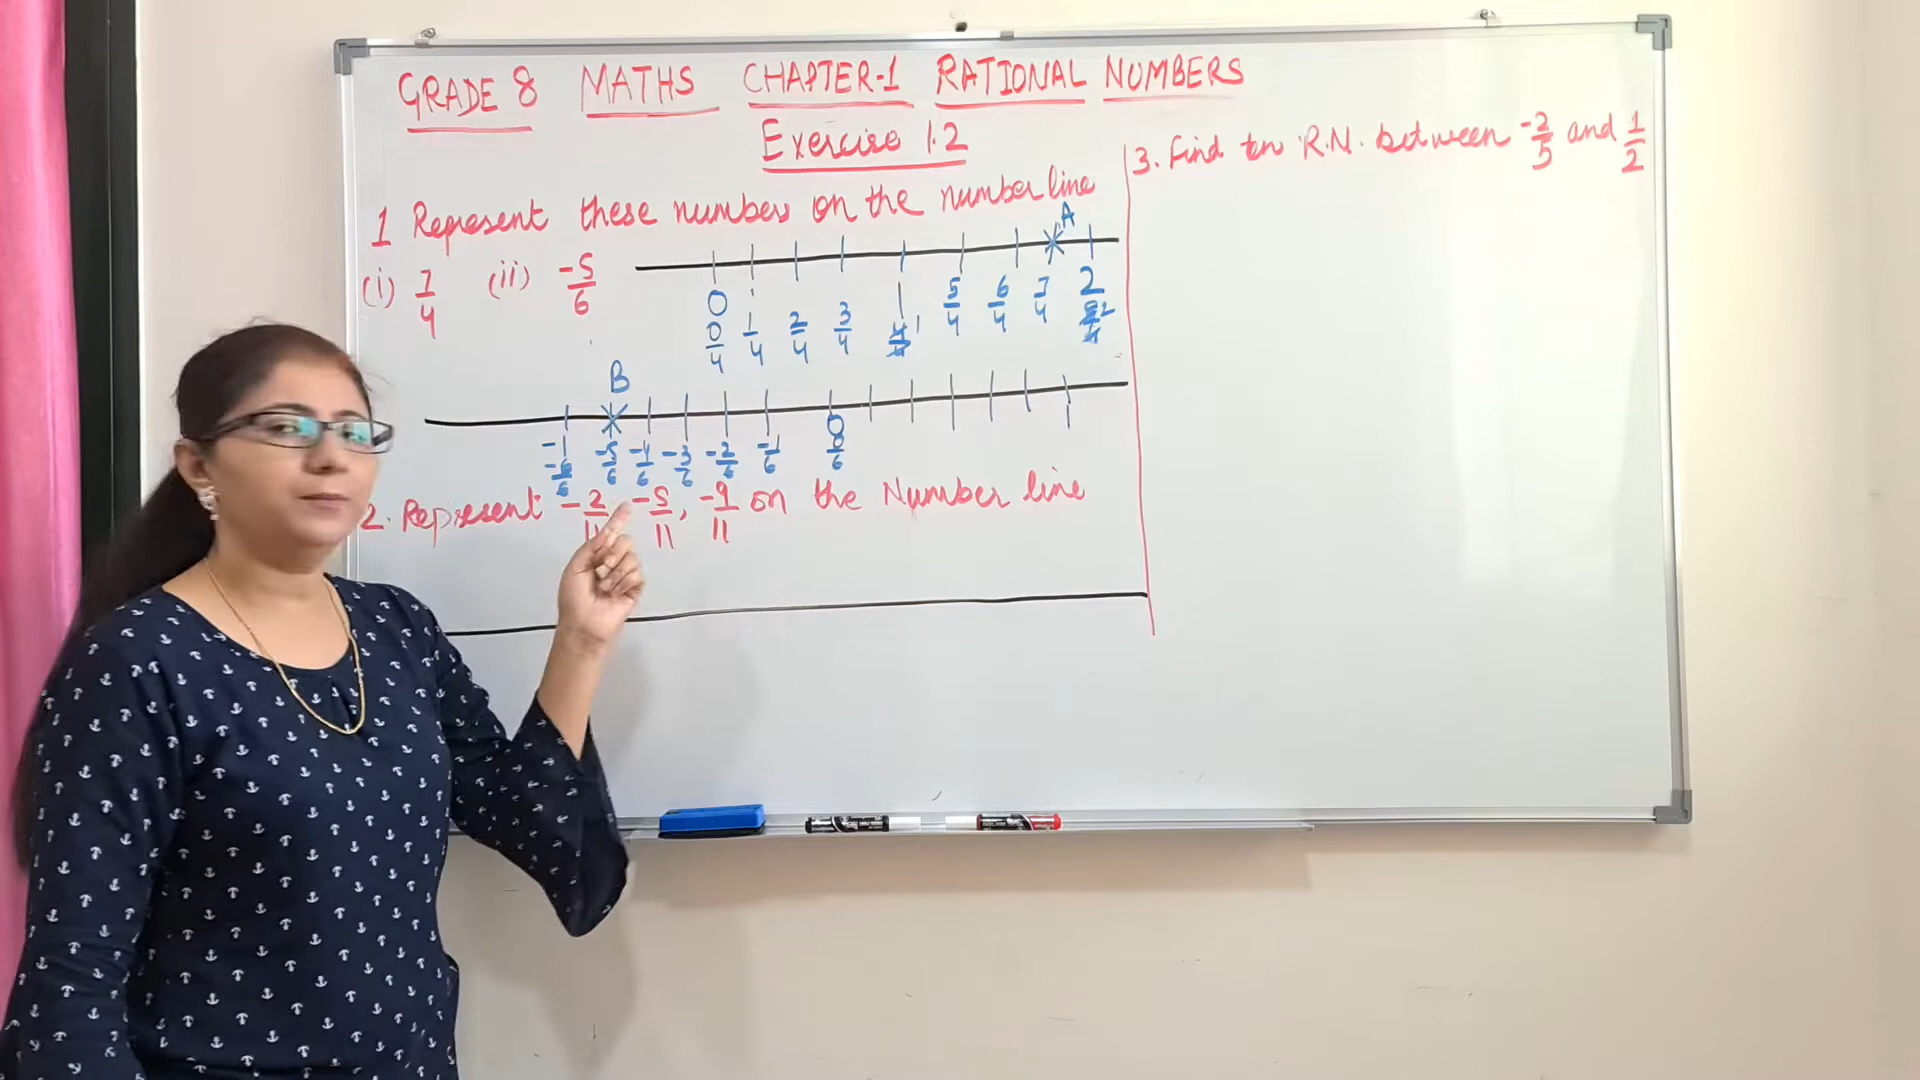 GRADE 8 MATHS CHAPTER-1 RATIONAL NUMBERS
Exercise 1.2
1 Represent these numbers on the number line
(i) 7/4 (ii) -5/6
A
0 1 2
0/4 1/4 2/4 3/4 4/4 1 5/4 6/4 7/4 8/4 2
B
-1 0 1
-6/6 -5/6 -4/6 -3/6 -2/6 -1/6 0/6
2. Represent -2/11, -5/11, -9/11 on the Number line
3. Find ten R.N. between -2/5 and 1/2